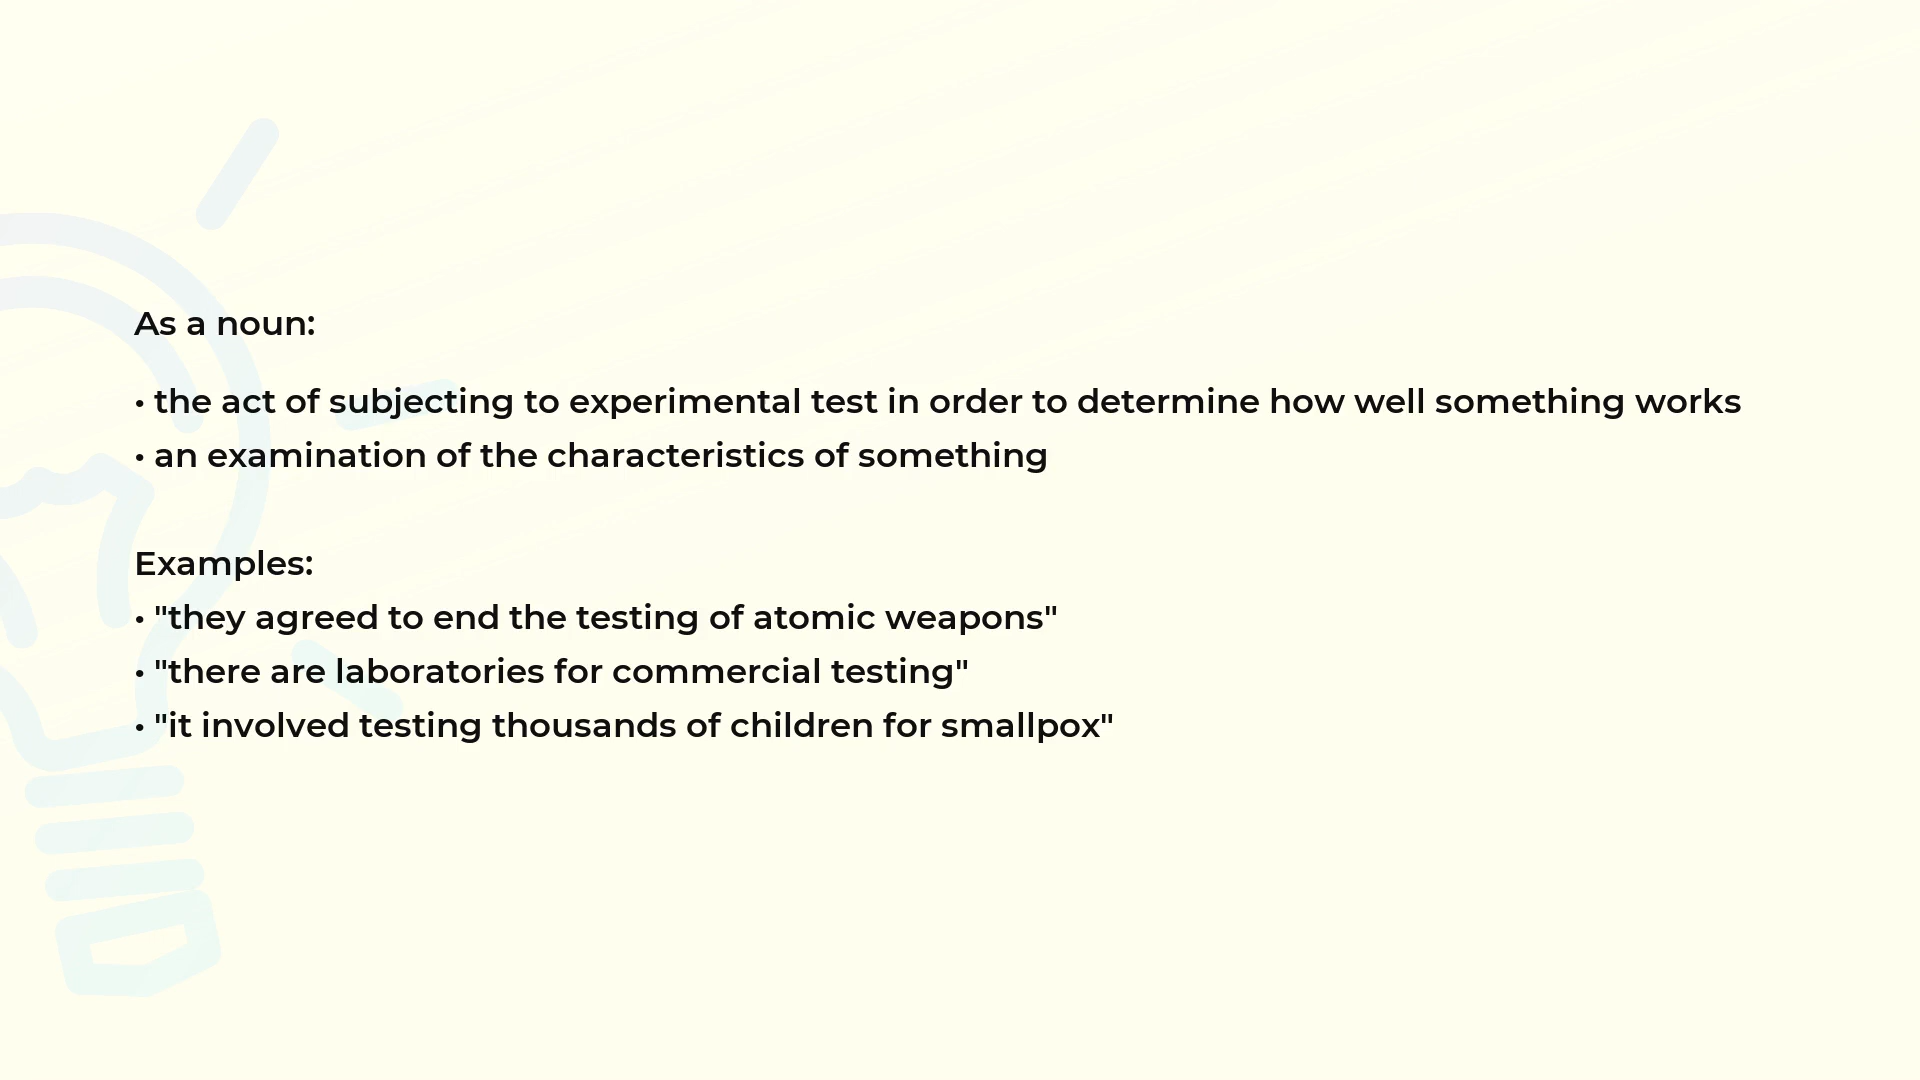 As a noun:
• the act of subjecting to experimental test in order to determine how well something works
• an examination of the characteristics of something
Examples:
• "they agreed to end the testing of atomic weapons"
• "there are laboratories for commercial testing"
• "it involved testing thousands of children for smallpox"